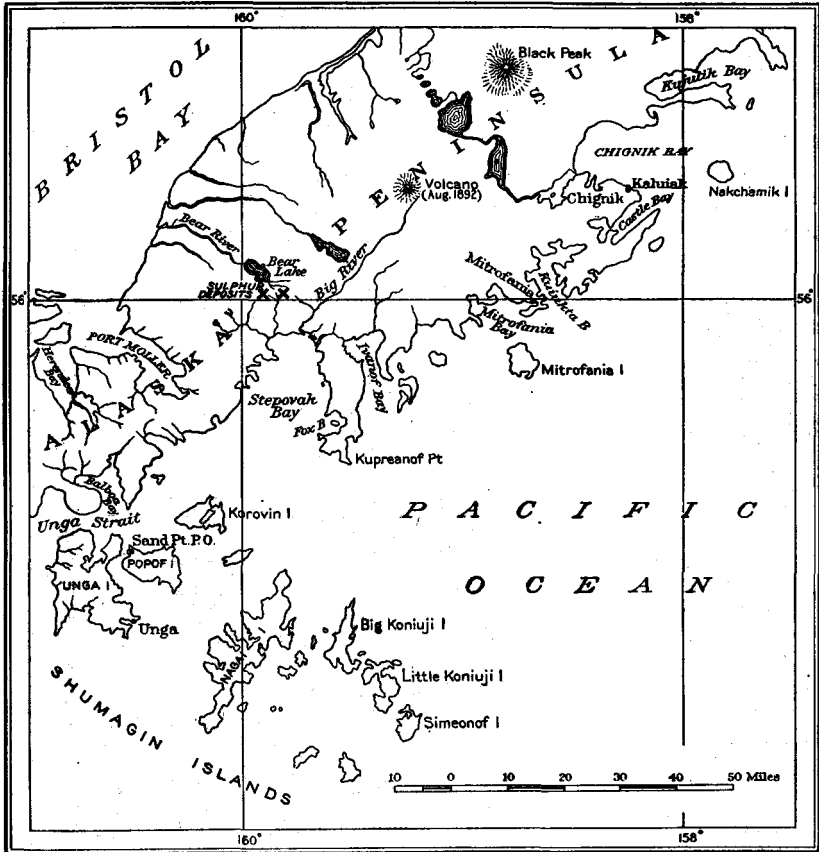 160°
158°
BRISTOL
BAY
Black Peak
Kujulik Bay
ALASKA PENINSULA
CHIGNIK BAY
Kaluiak
Chignik
Nakchamik I
Castle Bay
Volcano
(Aug. 1892)
Bear River
Bear
Lake
Big River
SULPHUR
DEPOSITS
56°
56°
Mitrofania
Kuiukta B
Mitrofania
Bay
Mitrofania I
PORT MOLLER
Herendeen
Bay
Ivanof Bay
Stepovak
Bay
Fox B
Kupreanof Pt
Balboa
Bay
Unga Strait
Korovin I
Sand Pt. P.O.
POPOF I
UNGA I
Unga
PACIFIC
OCEAN
NAGAI
Big Koniuji I
Little Koniuji I
Simeonof I
SHUMAGIN ISLANDS
10 0 10 20 30 40 50 Miles
160°
158°